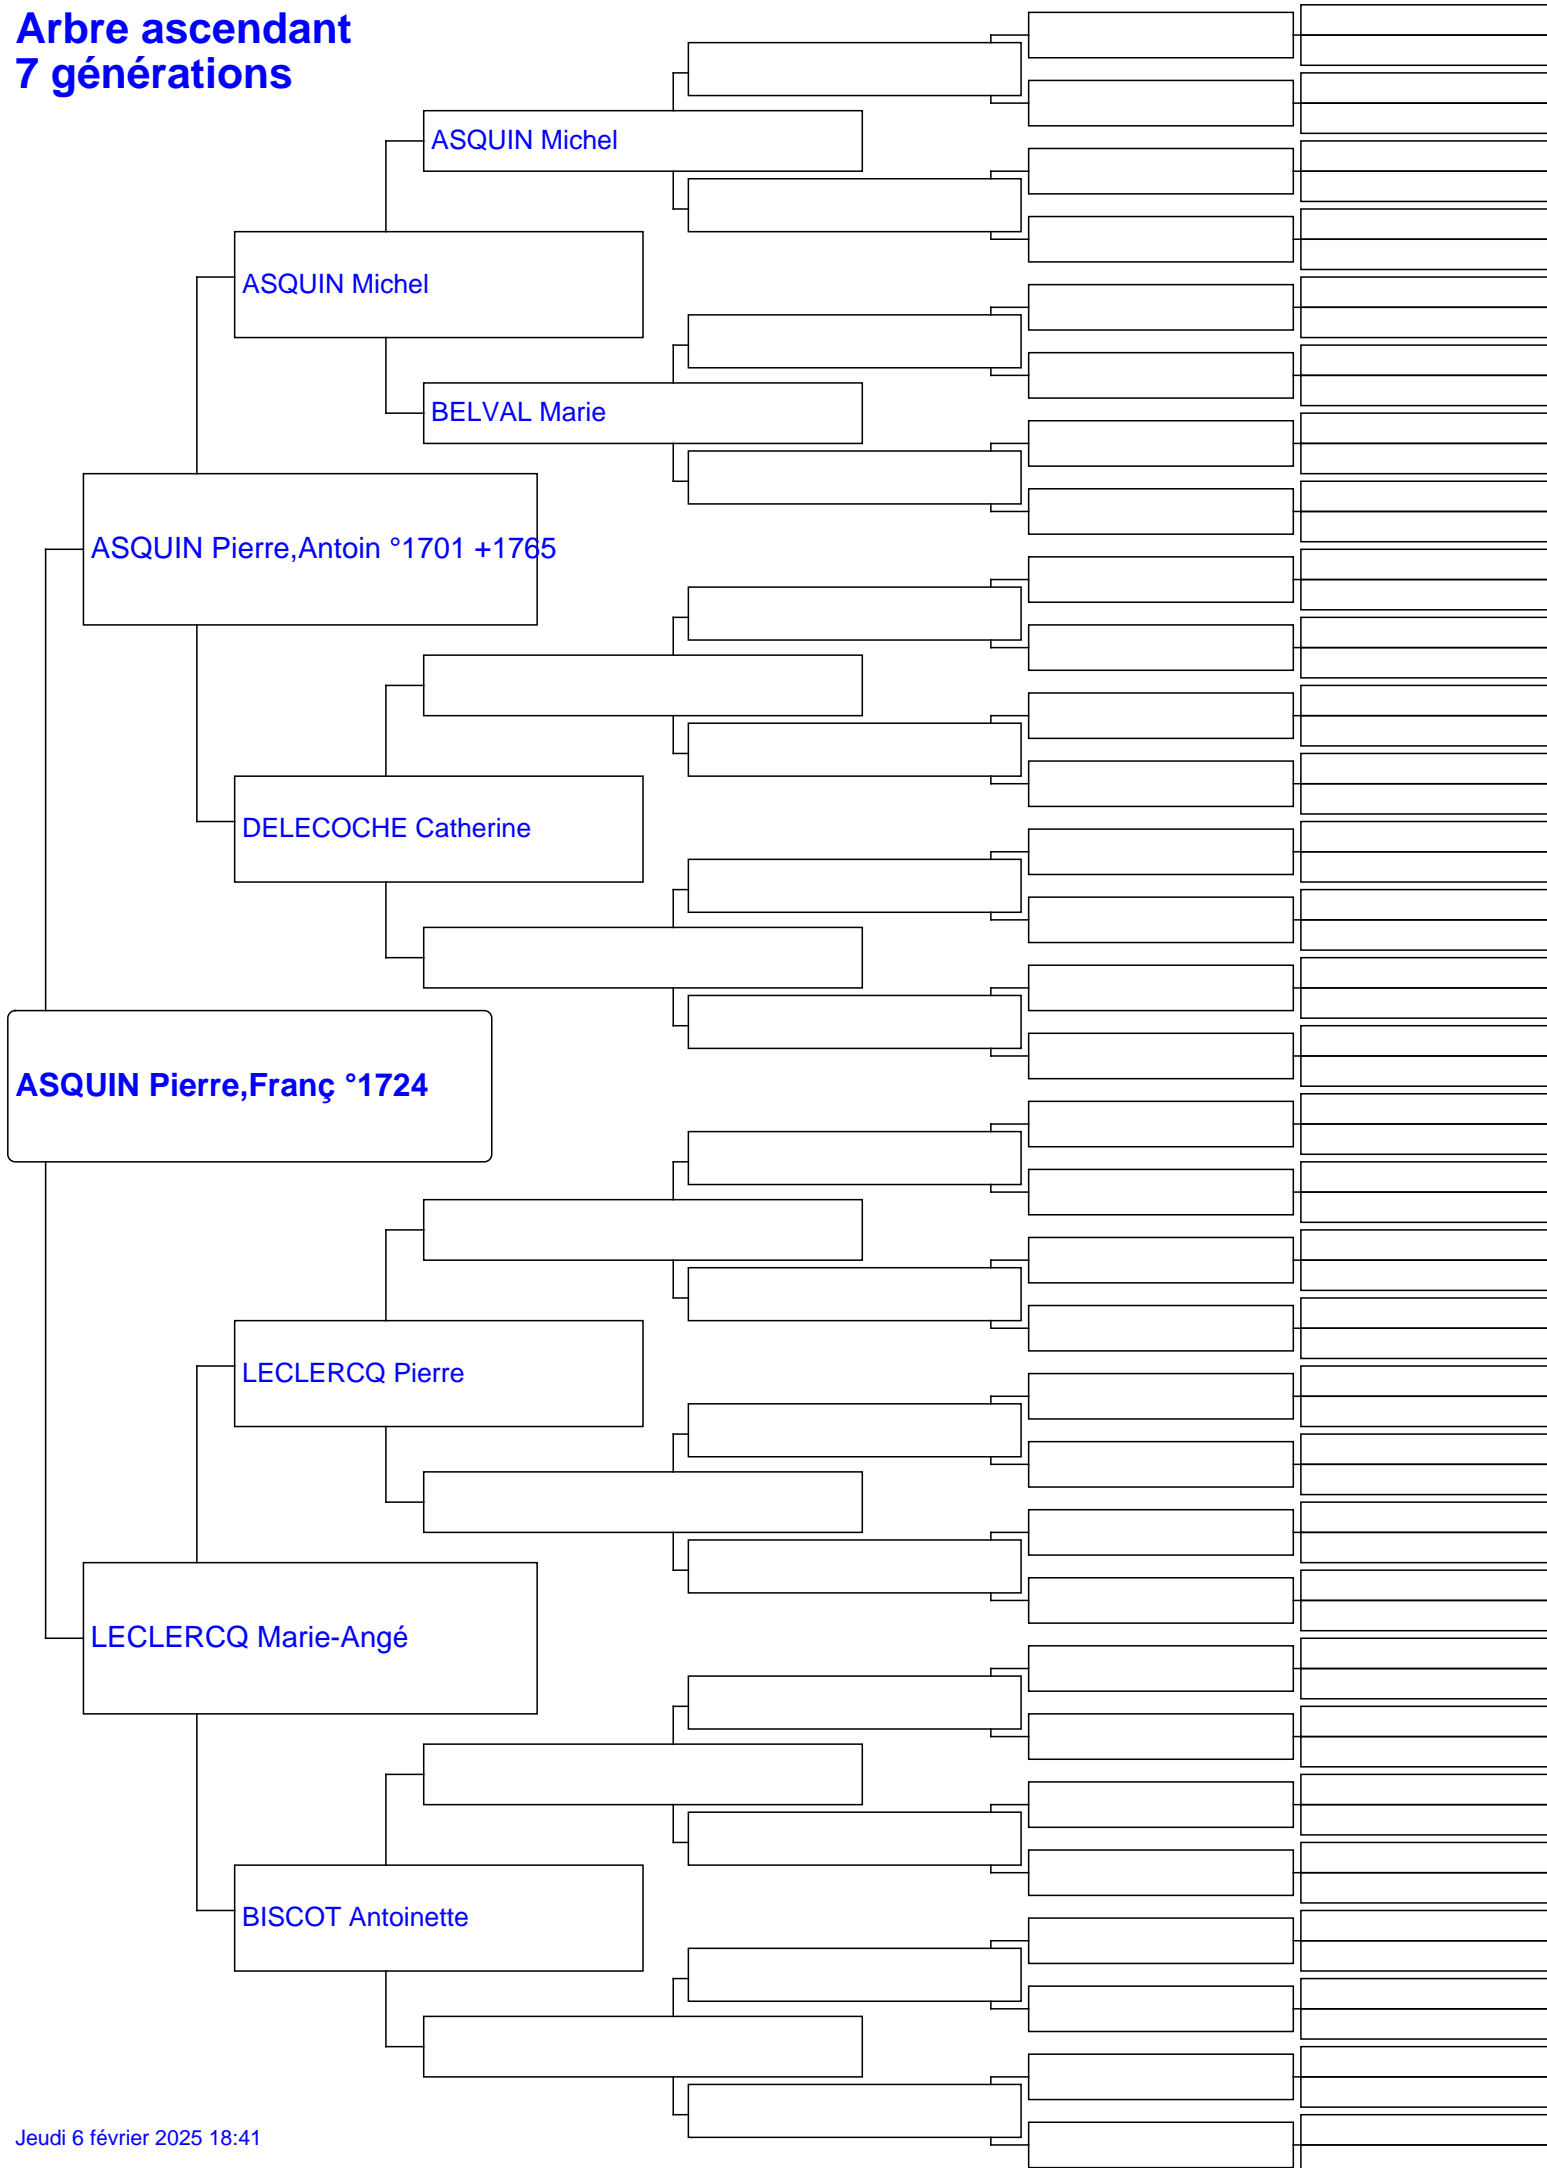 Arbre ascendant
7 générations
ASQUIN Michel
ASQUIN Michel
BELVAL Marie
ASQUIN Pierre,Antoin °1701 +1765
DELECOCHE Catherine
ASQUIN Pierre,Franç °1724
LECLERCQ Pierre
LECLERCQ Marie-Angé
BISCOT Antoinette
Jeudi 6 février 2025 18:41